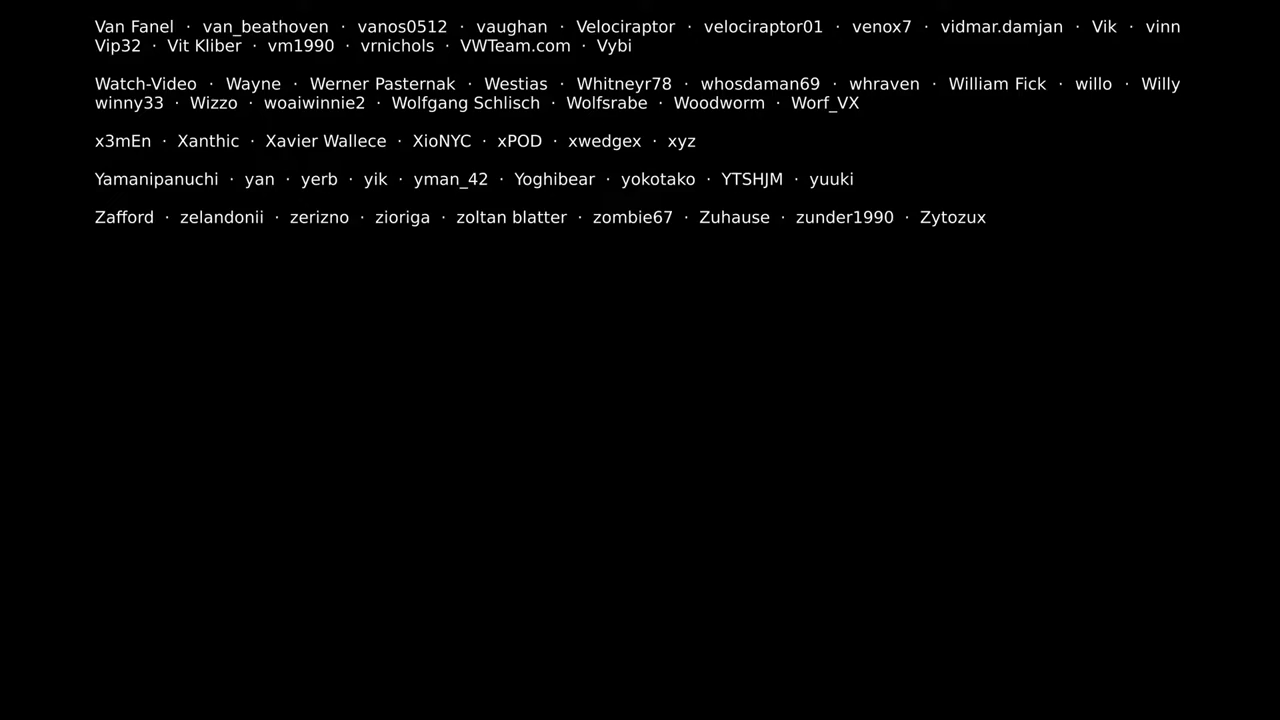 Van Fanel · van_beathoven · vanos0512 · vaughan · Velociraptor · velociraptor01 · venox7 · vidmar.damjan · Vik · vinn
Vip32 · Vit Kliber · vm1990 · vrnichols · VWTeam.com · Vybi
Watch-Video · Wayne · Werner Pasternak · Westias · Whitneyr78 · whosdaman69 · whraven · William Fick · willo · Willy
winny33 · Wizzo · woaiwinnie2 · Wolfgang Schlisch · Wolfsrabe · Woodworm · Worf_VX
x3mEn · Xanthic · Xavier Wallece · XioNYC · xPOD · xwedgex · xyz
Yamanipanuchi · yan · yerb · yik · yman_42 · Yoghibear · yokotako · YTSHJM · yuuki
Zafford · zelandonii · zerizno · zioriga · zoltan blatter · zombie67 · Zuhause · zunder1990 · Zytozux